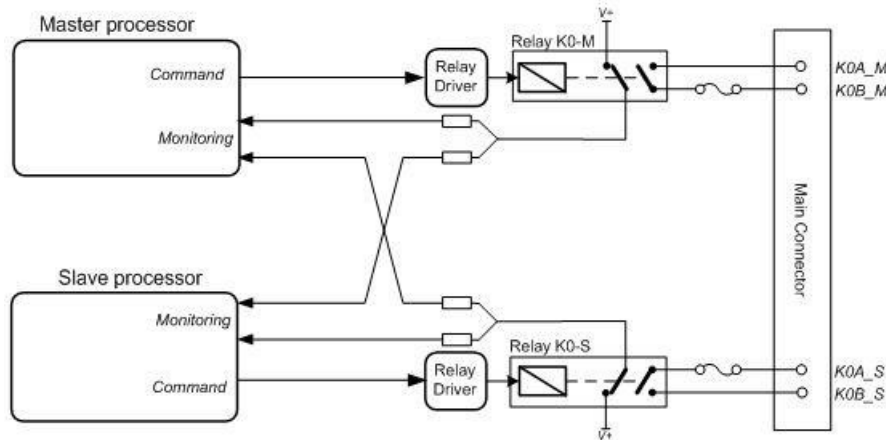 Master processor
Command
Monitoring
Relay
Driver
Relay K0-M
V+
K0A_M
K0B_M
Main Connector
Slave processor
Monitoring
Command
Relay
Driver
Relay K0-S
V+
K0A_S
K0B_S